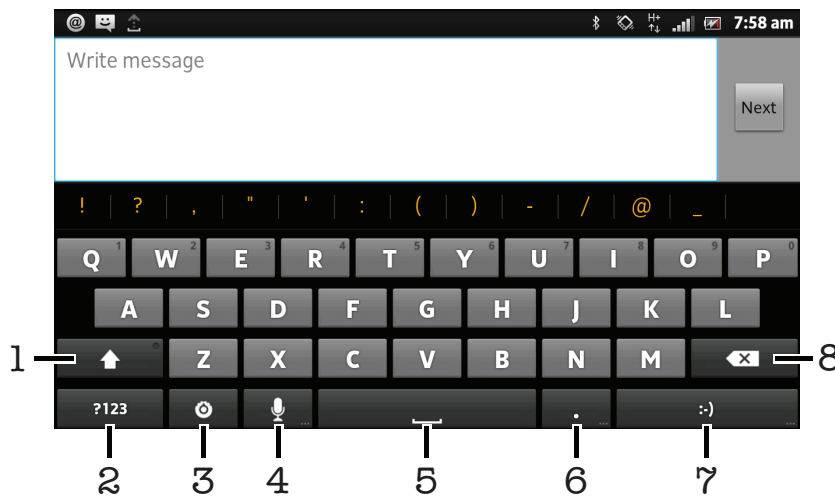 @ H+ 7:58 am
Write message
Next
! ? , " ' : ( ) - / @ _
Q 1 W 2 E 3 R 4 T 5 Y 6 U 7 I 8 O 9 P 0
A S D F G H J K L
1 Z X C V B N M 8
?123 ... . ... :-) ...
2 3 4 5 6 7